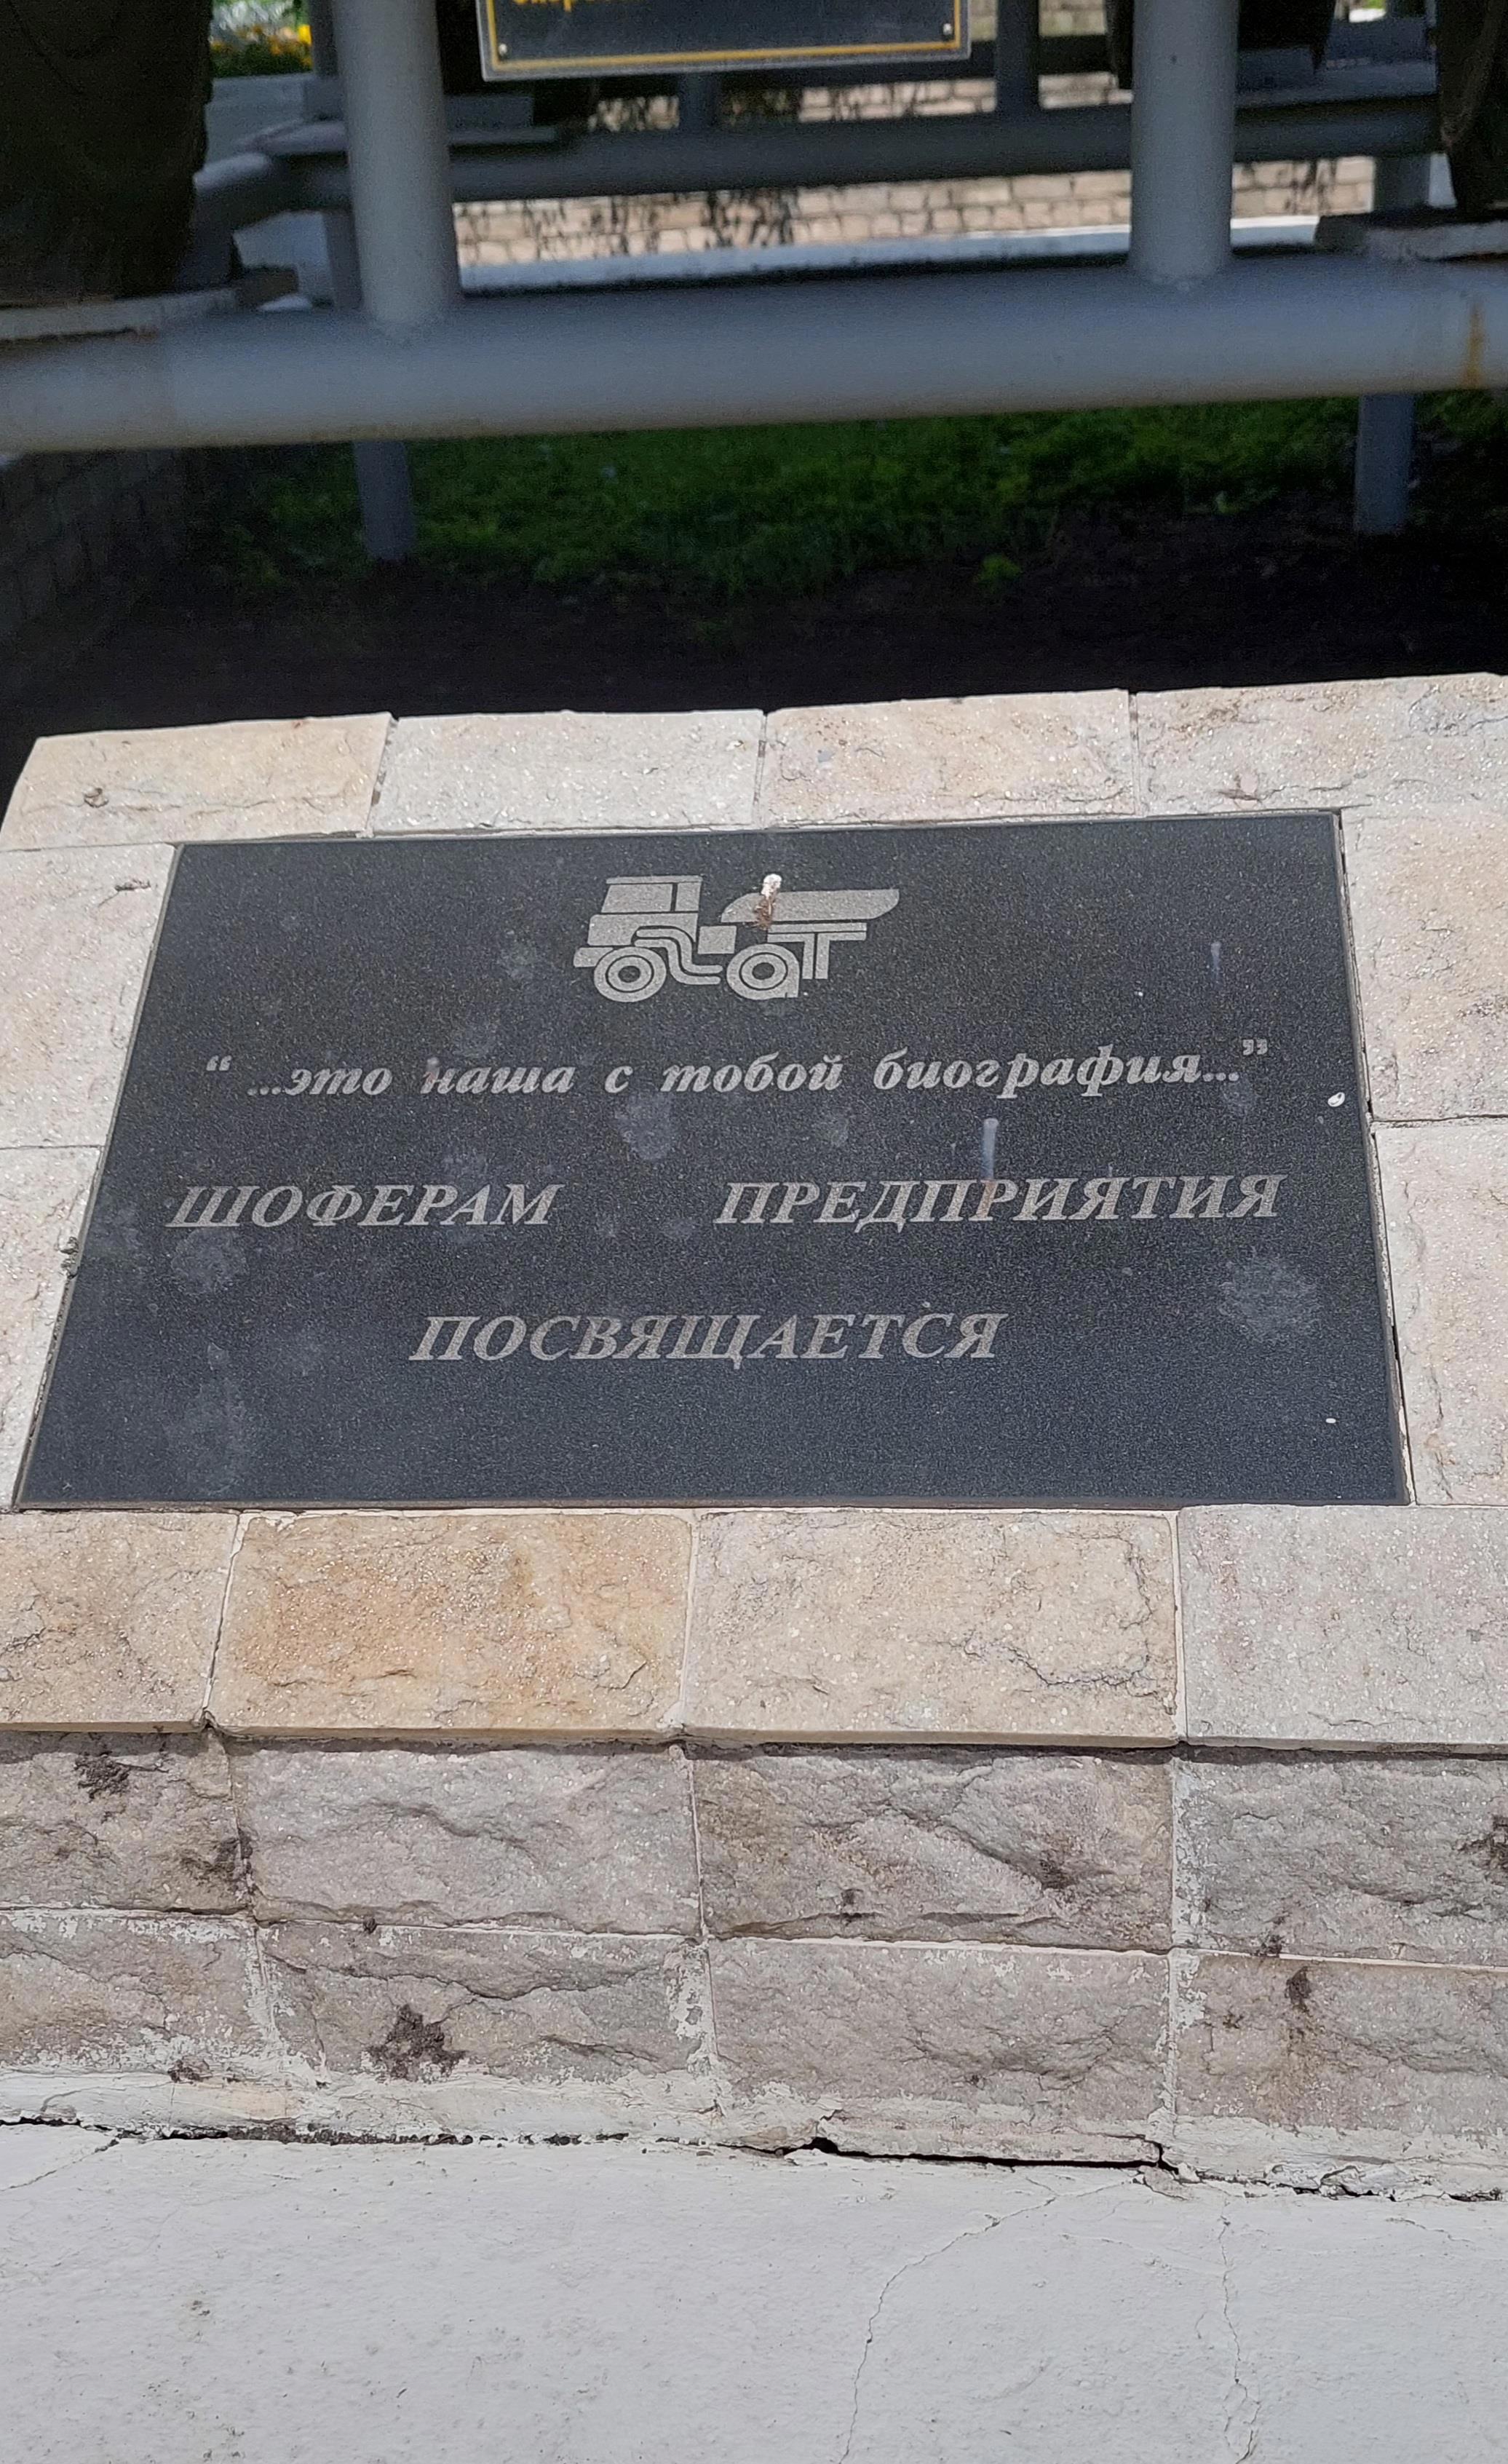 “ ...это наша с тобой биография...”
ШОФЕРАМ ПРЕДПРИЯТИЯ
ПОСВЯЩАЕТСЯ